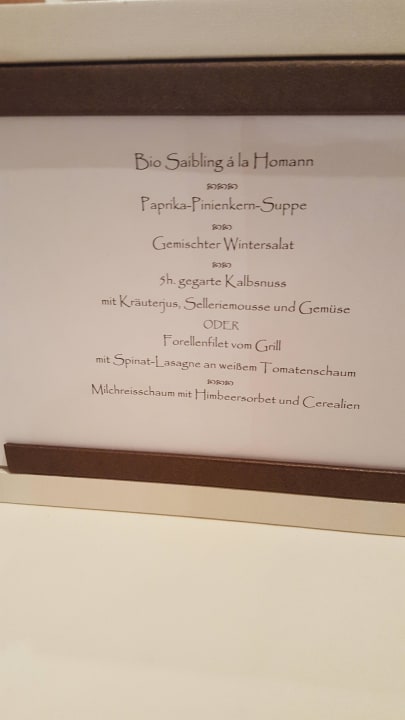 Bio Saibling á la Homann
Paprika-Pinienkern-Suppe
Gemischter Wintersalat
5h. gegarte Kalbsnuss
mit Kräuterjus, Selleriemousse und Gemüse
ODER
Forellenfilet vom Grill
mit Spinat-Lasagne an weißem Tomatenschaum
Milchreisschaum mit Himbeersorbet und Cerealien